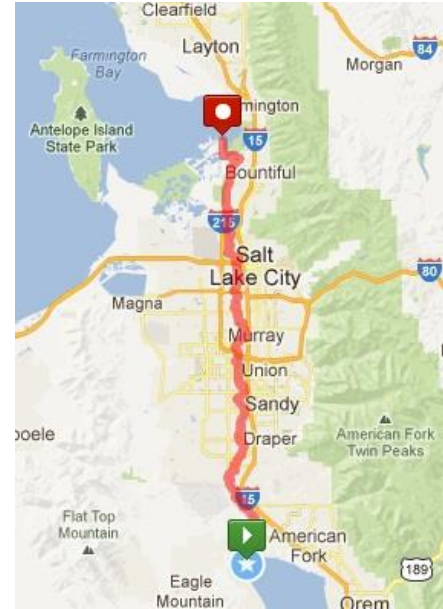 Clearfield
Farmington
Bay
Layton
84
Morgan
mington
Antelope Island
State Park
15
Bountiful
215
Salt
Lake City
80
Magna
Murray
Union
Sandy
ooele
Draper
American Fork
Twin Peaks
15
Flat Top
Mountain
American
Fork
189
Eagle
Mountain
Orem